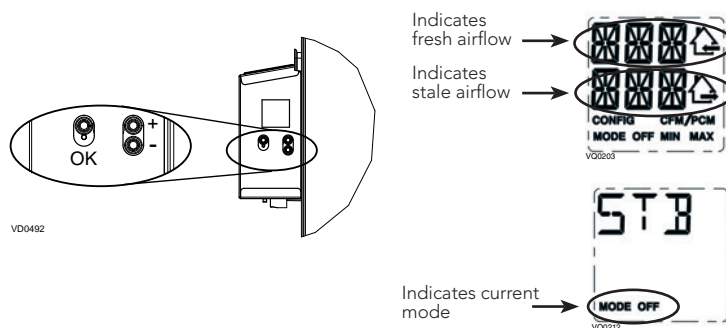 OK
+
-
VD0492
Indicates
fresh airflow
Indicates
stale airflow
CONFIG CFM/PCM
MODE OFF MIN MAX
VQ0203
STB
Indicates current
mode
MODE OFF
VQ0212